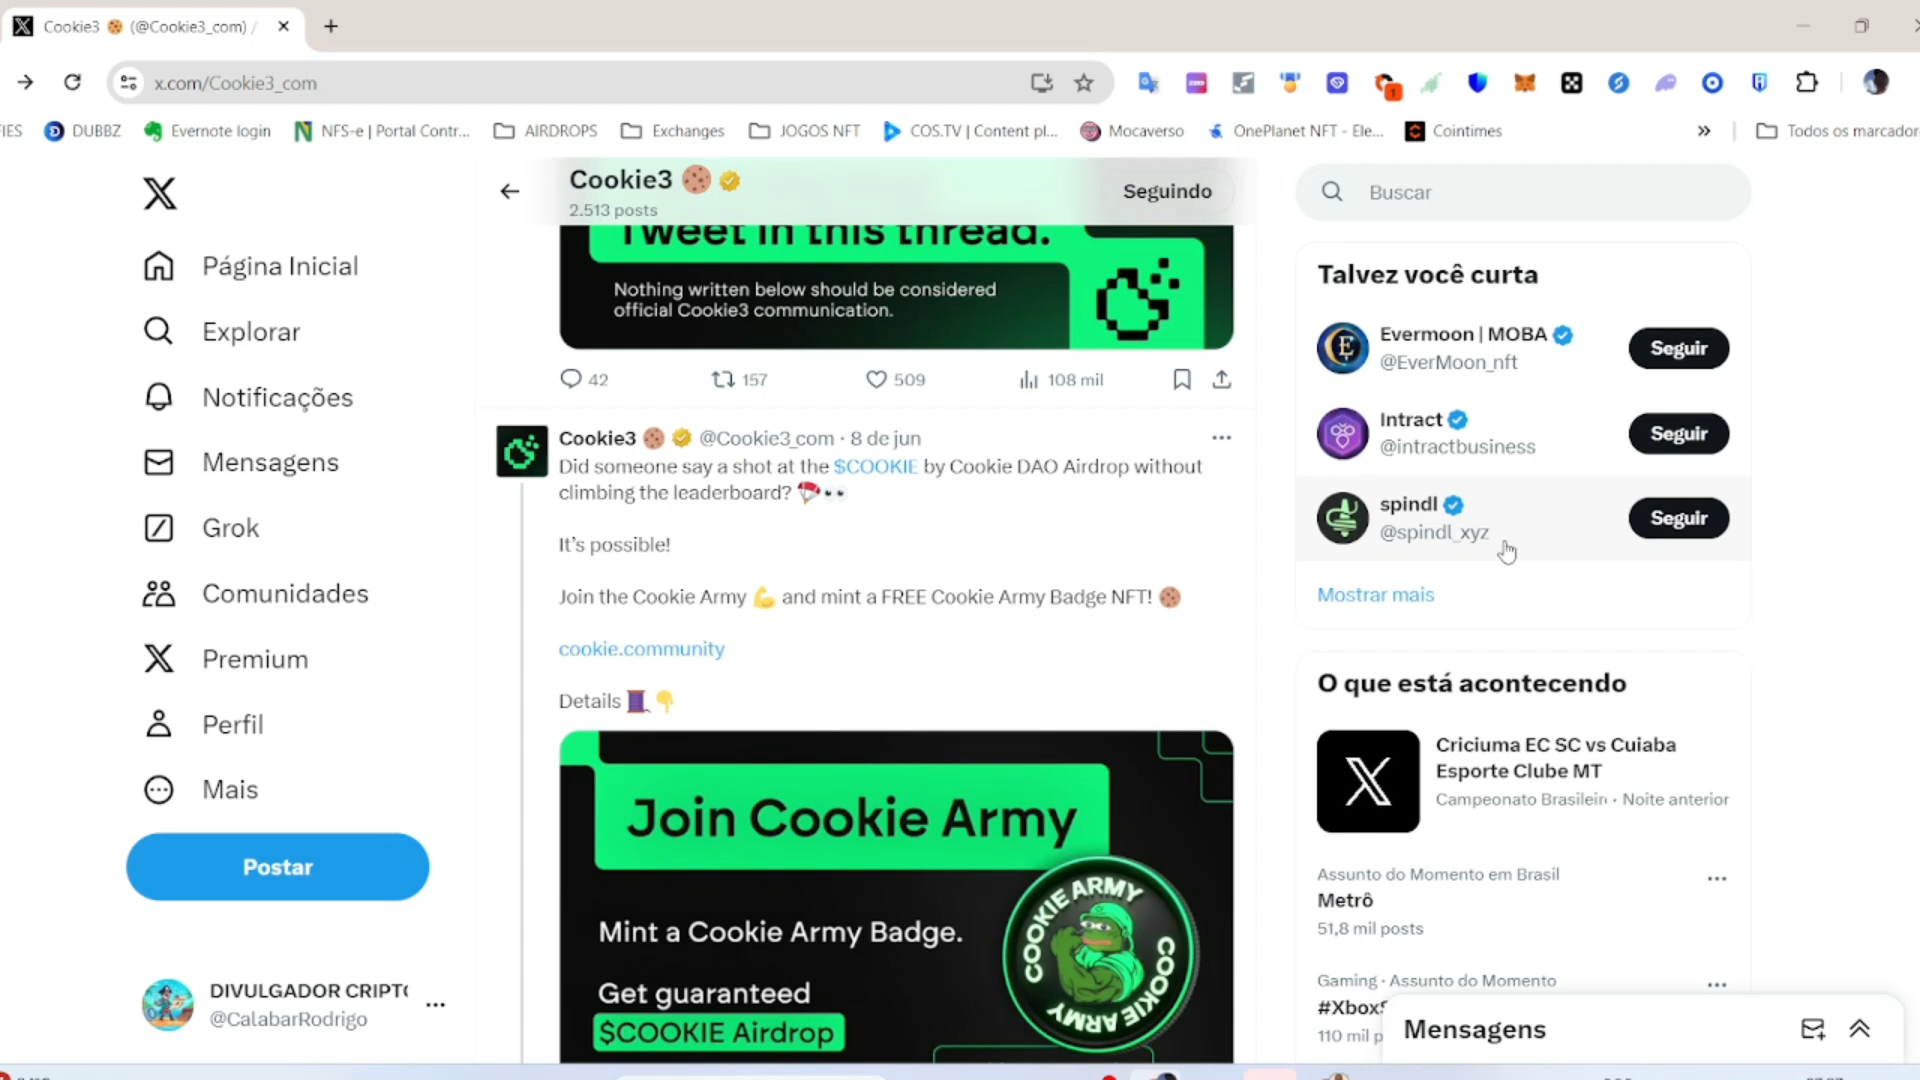 Cookie3 🍪 (@Cookie3_com) /
x.com/Cookie3_com
1
DUBBZ
Evernote login
NFS-e | Portal Contr...
AIRDROPS
Exchanges
JOGOS NFT
COS.TV | Content pl...
Mocaverso
OnePlanet NFT - Ele...
Cointimes
Todos os marcador
Página Inicial
Explorar
Notificações
Mensagens
Grok
Comunidades
Premium
Perfil
Mais
Postar
DIVULGADOR CRIPTO
@CalabarRodrigo
Cookie3 🍪
2.513 posts
Seguindo
Tweet in this thread.
Nothing written below should be considered
official Cookie3 communication.
42
157
509
108 mil
Cookie3 🍪 @Cookie3_com · 8 de jun
Did someone say a shot at the $COOKIE by Cookie DAO Airdrop without
climbing the leaderboard? 🪂👀
It’s possible!
Join the Cookie Army 💪 and mint a FREE Cookie Army Badge NFT! 🍪
cookie.community
Details 🧵👇
Join Cookie Army
Mint a Cookie Army Badge.
Get guaranteed
$COOKIE Airdrop
COOKIE ARMY
COOKIE ARMY
Buscar
Talvez você curta
Evermoon | MOBA
@EverMoon_nft
Seguir
Intract
@intractbusiness
Seguir
spindl
@spindl_xyz
Seguir
Mostrar mais
O que está acontecendo
Criciuma EC SC vs Cuiaba
Esporte Clube MT
Campeonato Brasileiro · Noite anterior
Assunto do Momento em Brasil
Metrô
51,8 mil posts
Gaming · Assunto do Momento
110 mil
Mensagens